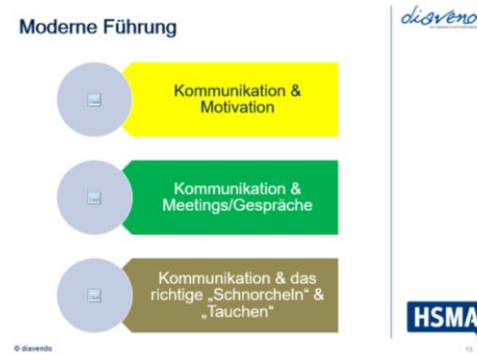 Moderne Führung
diavendo
Kommunikation &
Motivation
Kommunikation &
Meetings/Gespräche
Kommunikation & das
richtige „Schnorcheln“ &
„Tauchen“
HSMA
© diavendo
13